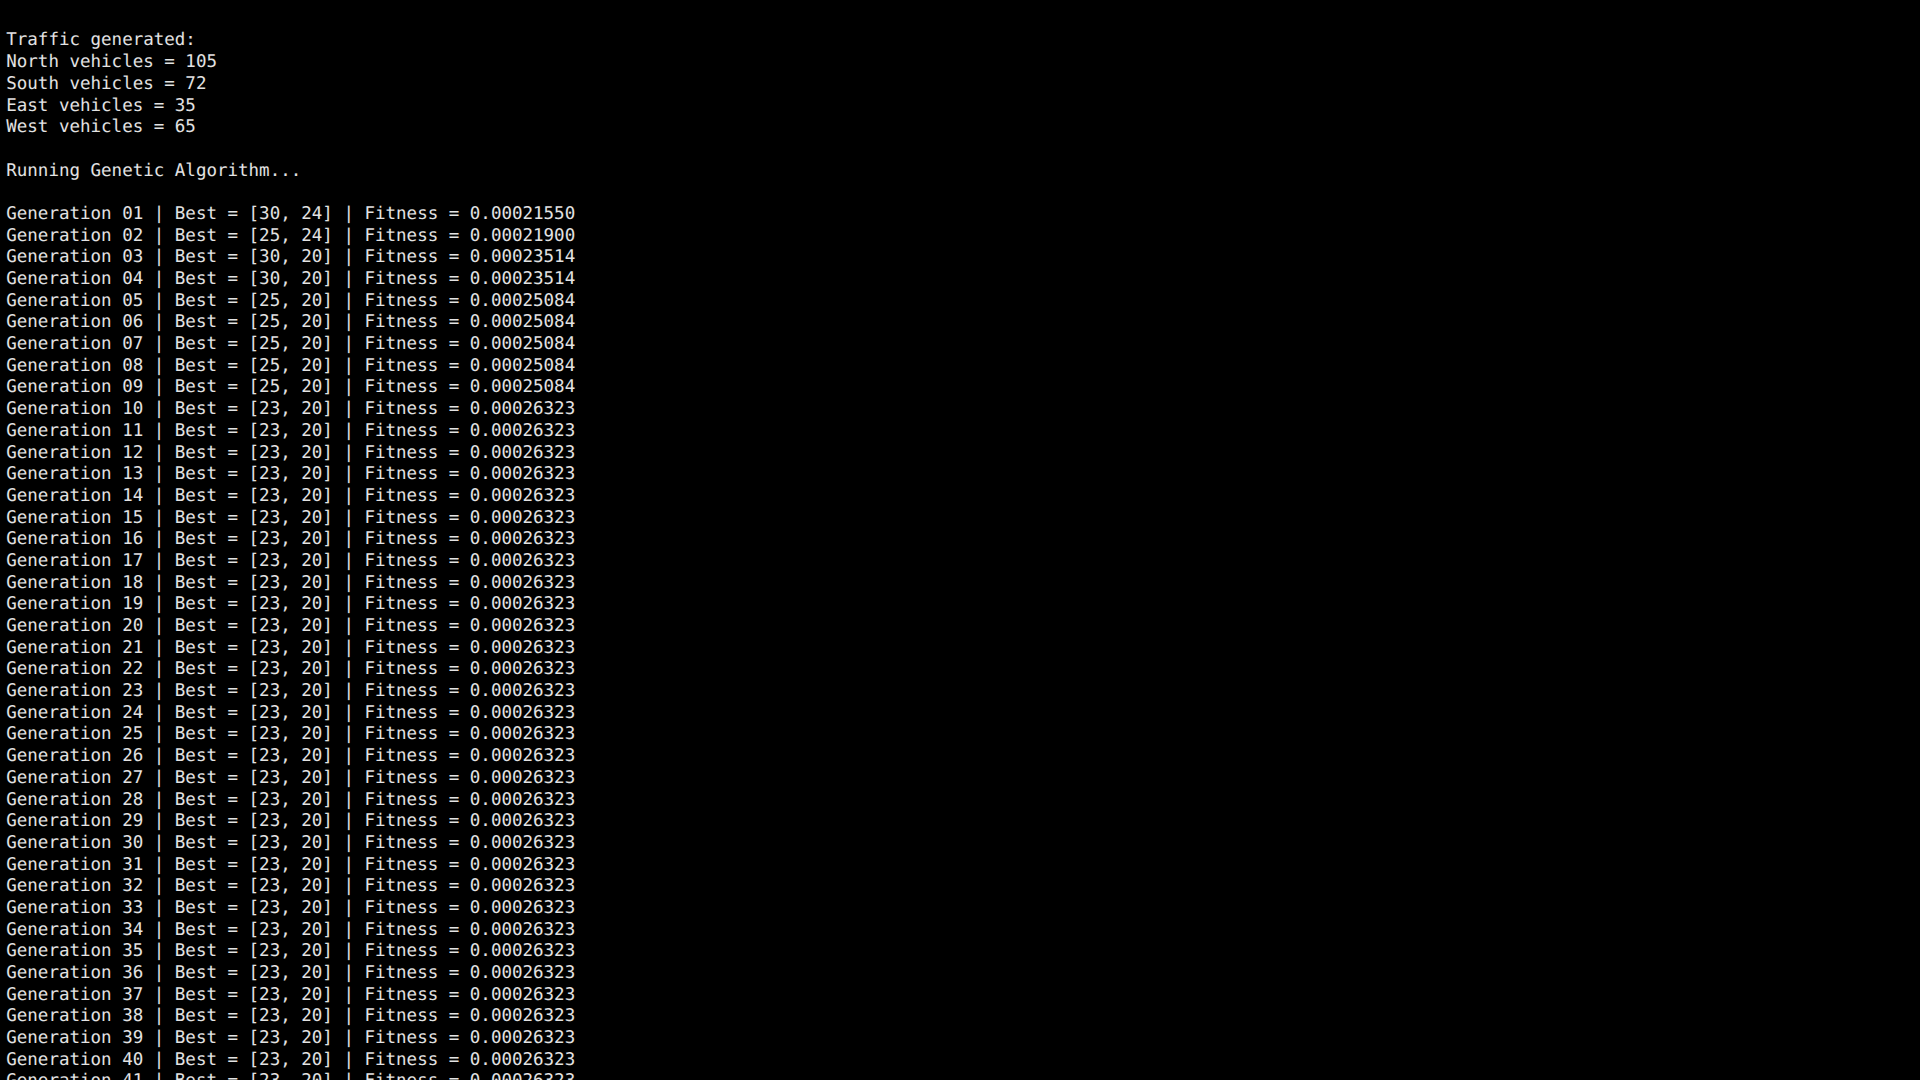 Traffic generated:
North vehicles = 105
South vehicles = 72
East vehicles = 35
West vehicles = 65
Running Genetic Algorithm...
Generation 01 | Best = [30, 24] | Fitness = 0.00021550
Generation 02 | Best = [25, 24] | Fitness = 0.00021900
Generation 03 | Best = [30, 20] | Fitness = 0.00023514
Generation 04 | Best = [30, 20] | Fitness = 0.00023514
Generation 05 | Best = [25, 20] | Fitness = 0.00025084
Generation 06 | Best = [25, 20] | Fitness = 0.00025084
Generation 07 | Best = [25, 20] | Fitness = 0.00025084
Generation 08 | Best = [25, 20] | Fitness = 0.00025084
Generation 09 | Best = [25, 20] | Fitness = 0.00025084
Generation 10 | Best = [23, 20] | Fitness = 0.00026323
Generation 11 | Best = [23, 20] | Fitness = 0.00026323
Generation 12 | Best = [23, 20] | Fitness = 0.00026323
Generation 13 | Best = [23, 20] | Fitness = 0.00026323
Generation 14 | Best = [23, 20] | Fitness = 0.00026323
Generation 15 | Best = [23, 20] | Fitness = 0.00026323
Generation 16 | Best = [23, 20] | Fitness = 0.00026323
Generation 17 | Best = [23, 20] | Fitness = 0.00026323
Generation 18 | Best = [23, 20] | Fitness = 0.00026323
Generation 19 | Best = [23, 20] | Fitness = 0.00026323
Generation 20 | Best = [23, 20] | Fitness = 0.00026323
Generation 21 | Best = [23, 20] | Fitness = 0.00026323
Generation 22 | Best = [23, 20] | Fitness = 0.00026323
Generation 23 | Best = [23, 20] | Fitness = 0.00026323
Generation 24 | Best = [23, 20] | Fitness = 0.00026323
Generation 25 | Best = [23, 20] | Fitness = 0.00026323
Generation 26 | Best = [23, 20] | Fitness = 0.00026323
Generation 27 | Best = [23, 20] | Fitness = 0.00026323
Generation 28 | Best = [23, 20] | Fitness = 0.00026323
Generation 29 | Best = [23, 20] | Fitness = 0.00026323
Generation 30 | Best = [23, 20] | Fitness = 0.00026323
Generation 31 | Best = [23, 20] | Fitness = 0.00026323
Generation 32 | Best = [23, 20] | Fitness = 0.00026323
Generation 33 | Best = [23, 20] | Fitness = 0.00026323
Generation 34 | Best = [23, 20] | Fitness = 0.00026323
Generation 35 | Best = [23, 20] | Fitness = 0.00026323
Generation 36 | Best = [23, 20] | Fitness = 0.00026323
Generation 37 | Best = [23, 20] | Fitness = 0.00026323
Generation 38 | Best = [23, 20] | Fitness = 0.00026323
Generation 39 | Best = [23, 20] | Fitness = 0.00026323
Generation 40 | Best = [23, 20] | Fitness = 0.00026323
Generation 41 | Best = [23, 20] | Fitness = 0.00026323